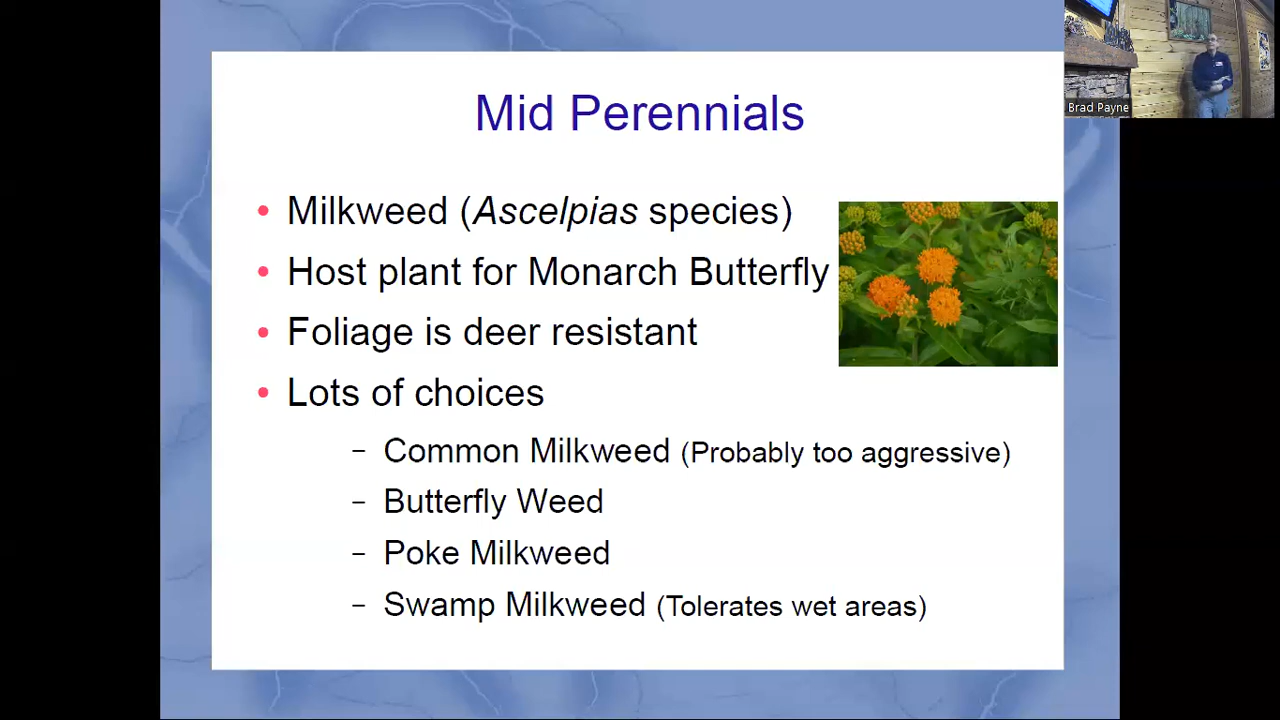 Brad Payne
Mid Perennials
• Milkweed (Ascelpias species)
• Host plant for Monarch Butterfly
• Foliage is deer resistant
• Lots of choices
– Common Milkweed (Probably too aggressive)
– Butterfly Weed
– Poke Milkweed
– Swamp Milkweed (Tolerates wet areas)